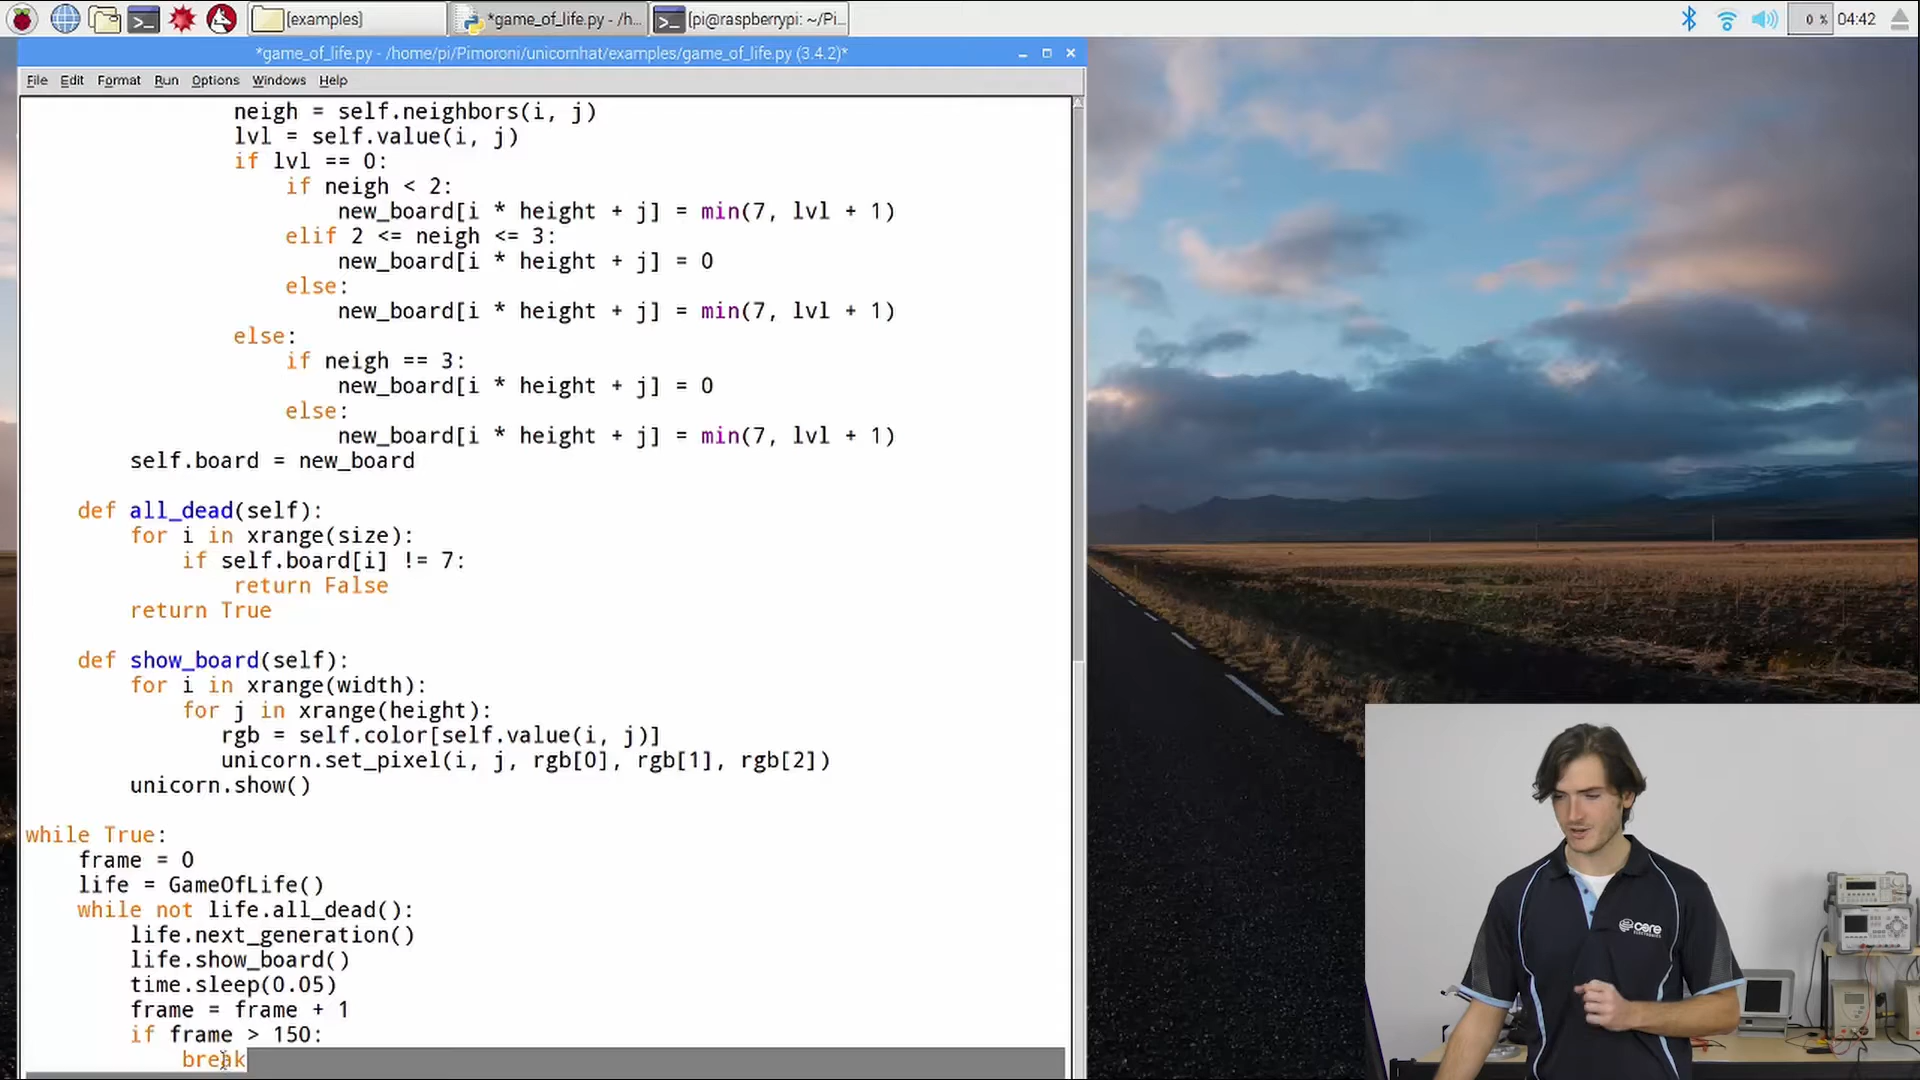 [examples]
*game_of_life.py - /h...
[pi@raspberrypi: ~/Pi...
0 %
04:42
*game_of_life.py - /home/pi/Pimoroni/unicornhat/examples/game_of_life.py (3.4.2)*
File Edit Format Run Options Windows Help
neigh = self.neighbors(i, j)
lvl = self.value(i, j)
if lvl == 0:
if neigh < 2:
new_board[i * height + j] = min(7, lvl + 1)
elif 2 <= neigh <= 3:
new_board[i * height + j] = 0
else:
new_board[i * height + j] = min(7, lvl + 1)
else:
if neigh == 3:
new_board[i * height + j] = 0
else:
new_board[i * height + j] = min(7, lvl + 1)
self.board = new_board
def all_dead(self):
for i in xrange(size):
if self.board[i] != 7:
return False
return True
def show_board(self):
for i in xrange(width):
for j in xrange(height):
rgb = self.color[self.value(i, j)]
unicorn.set_pixel(i, j, rgb[0], rgb[1], rgb[2])
unicorn.show()
while True:
frame = 0
life = GameOfLife()
while not life.all_dead():
life.next_generation()
life.show_board()
time.sleep(0.05)
frame = frame + 1
if frame > 150:
break
core
ELECTRONICS